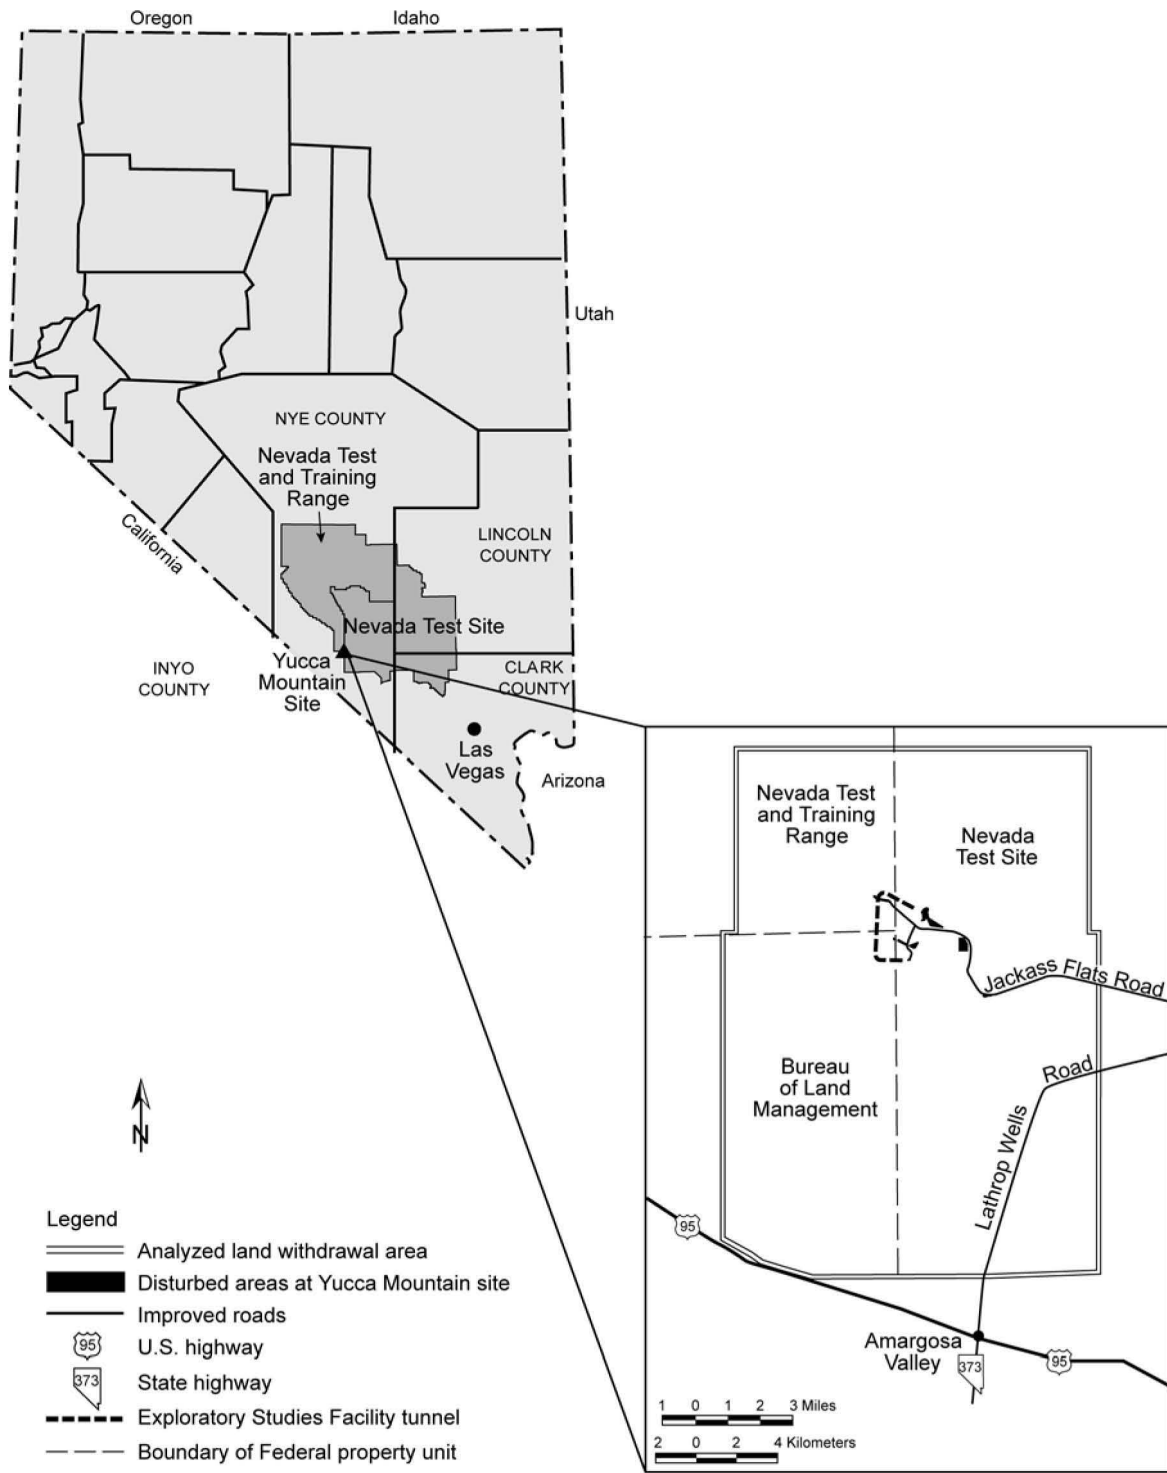 Oregon
Idaho
Utah
NYE COUNTY
Nevada Test
and Training
Range
California
LINCOLN
COUNTY
Nevada Test Site
INYO
COUNTY
Yucca
Mountain
Site
CLARK
COUNTY
Las
Vegas
Arizona
Nevada Test
and Training
Range
Nevada
Test Site
Jackass Flats Road
Bureau
of Land
Management
Road
Lathrop Wells
95
Amargosa
Valley
95
373
1 0 1 2 3 Miles
2 0 2 4 Kilometers
N
Legend
Analyzed land withdrawal area
Disturbed areas at Yucca Mountain site
Improved roads
95 U.S. highway
373 State highway
Exploratory Studies Facility tunnel
Boundary of Federal property unit